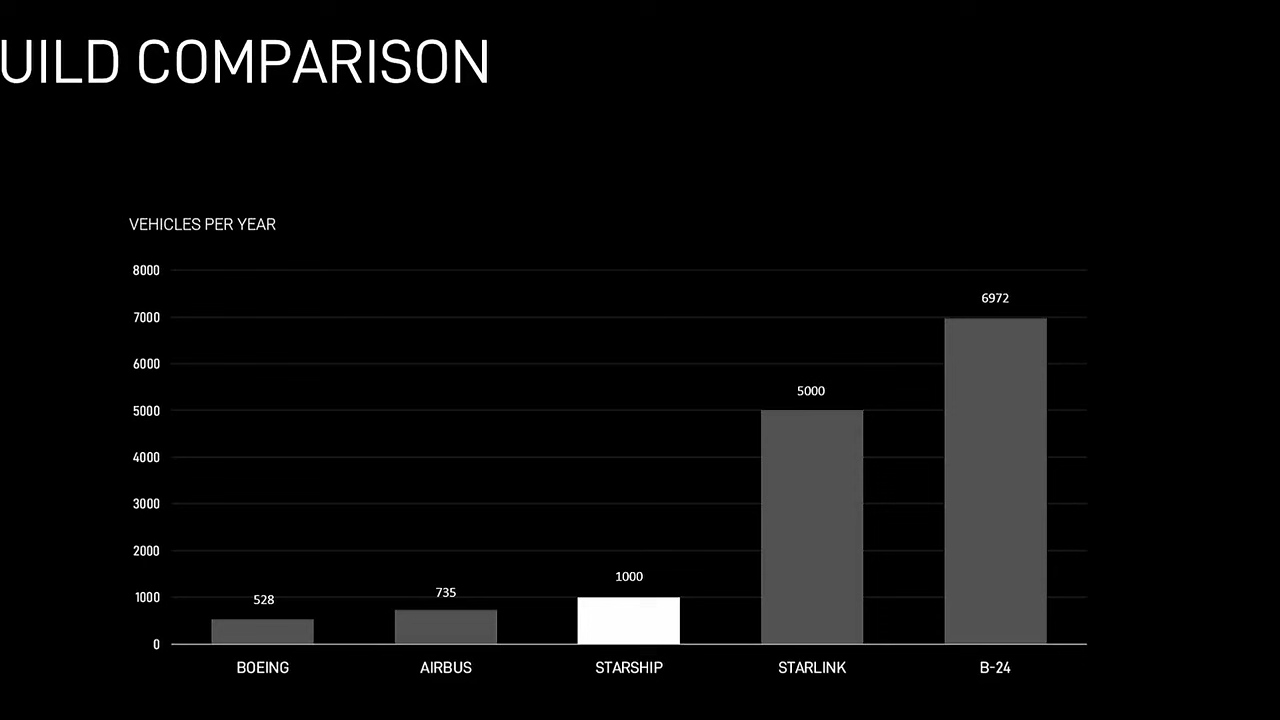 UILD COMPARISON
VEHICLES PER YEAR
8000
7000
6000
5000
4000
3000
2000
1000
0
6972
5000
1000
735
528
BOEING
AIRBUS
STARSHIP
STARLINK
B-24